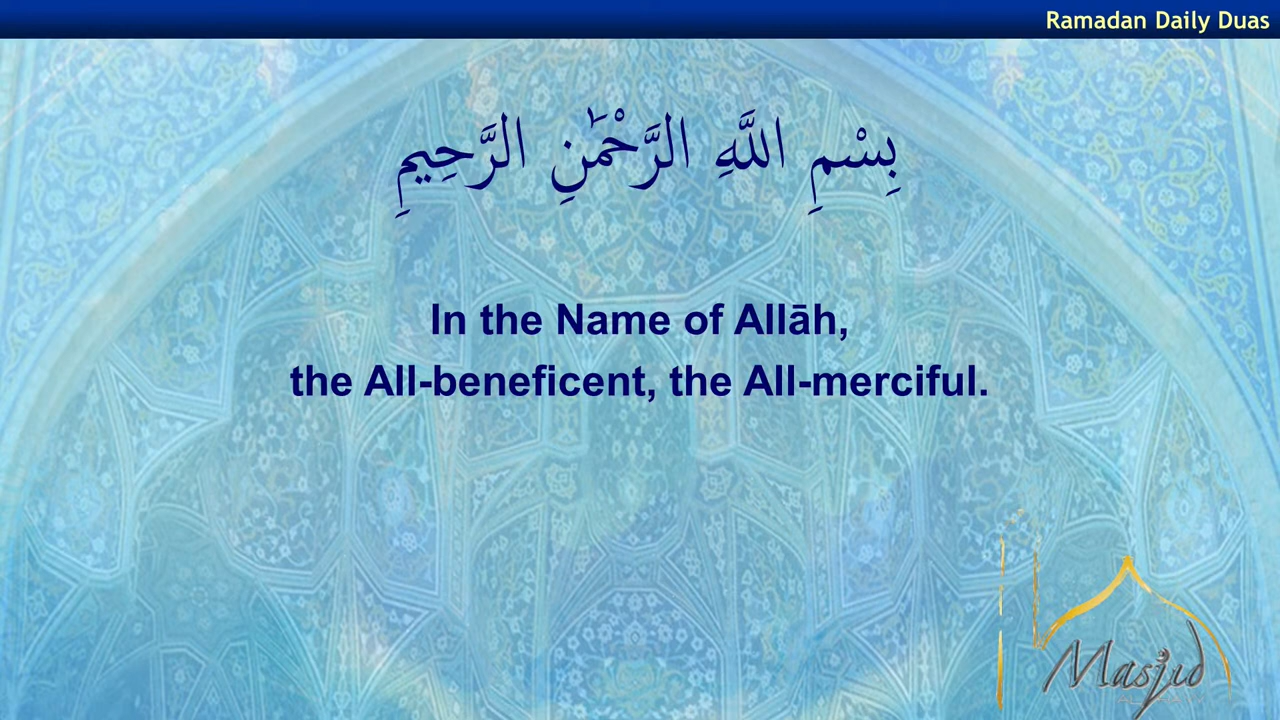 Ramadan Daily Duas
بِسْمِ اللَّهِ الرَّحْمَٰنِ الرَّحِيمِ
In the Name of Allāh,
the All-beneficent, the All-merciful.
Masjid